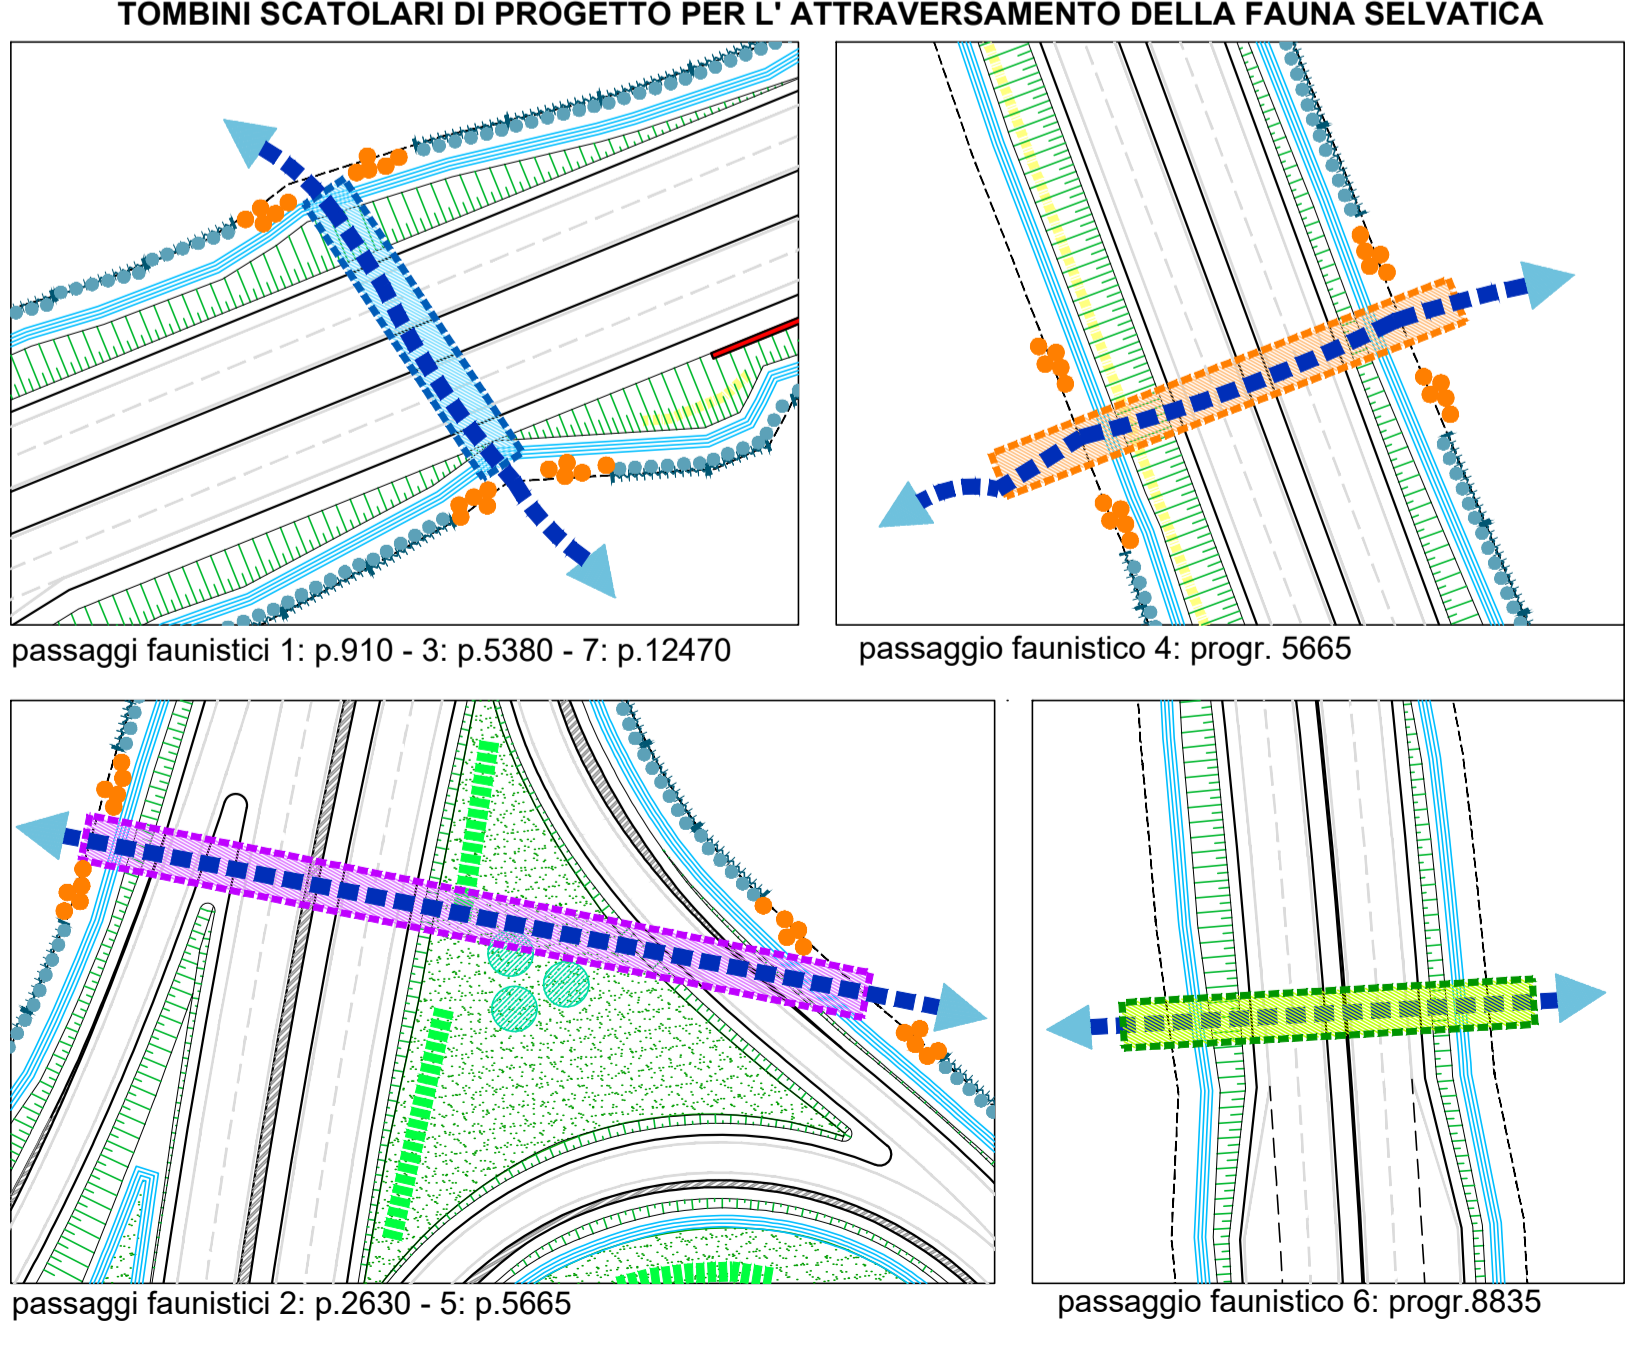 TOMBINI SCATOLARI DI PROGETTO PER L' ATTRAVERSAMENTO DELLA FAUNA SELVATICA
passaggi faunistici 1: p.910 - 3: p.5380 - 7: p.12470
passaggio faunistico 4: progr. 5665
passaggi faunistici 2: p.2630 - 5: p.5665
passaggio faunistico 6: progr.8835